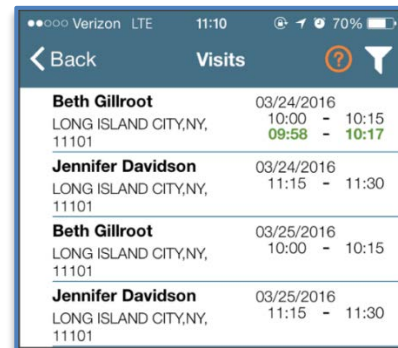 Verizon LTE 11:10 70%
Back Visits ?
Beth Gillroot 03/24/2016
LONG ISLAND CITY,NY, 10:00 - 10:15
11101 09:58 - 10:17
Jennifer Davidson 03/24/2016
LONG ISLAND CITY,NY, 11:15 - 11:30
11101
Beth Gillroot 03/25/2016
LONG ISLAND CITY,NY, 10:00 - 10:15
11101
Jennifer Davidson 03/25/2016
LONG ISLAND CITY,NY, 11:15 - 11:30
11101